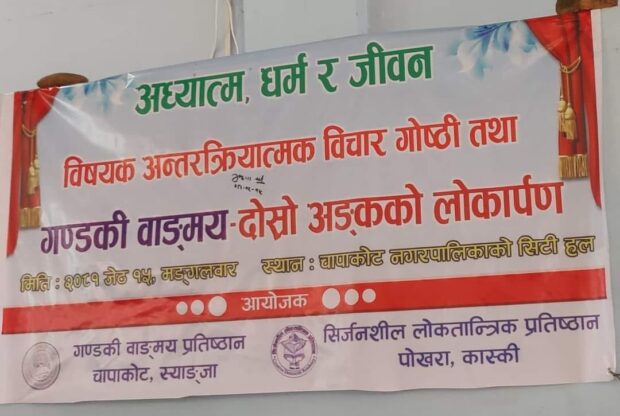 अध्यात्म, धर्म र जीवन
विषयक अन्तरक्रियात्मक विचार गोष्ठी तथा
गण्डकी वाङ्मय-दोस्रो अङ्कको लोकार्पण
मिति : २०८१ जेठ १५, मङ्गलवार स्थान : चापाकोट नगरपालिकाको सिटी हल
आयोजक
गण्डकी वाङ्मय प्रतिष्ठान
चापाकोट, स्याङ्जा
सिर्जनशील लोकतान्त्रिक प्रतिष्ठान
पोखरा, कास्की